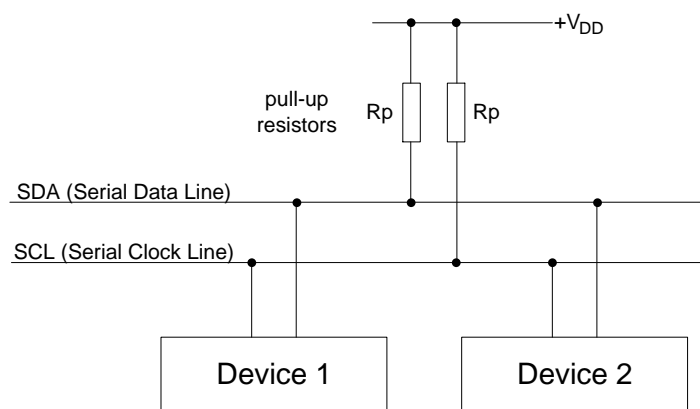 +VDD
pull-up
resistors
Rp
Rp
SDA (Serial Data Line)
SCL (Serial Clock Line)
Device 1
Device 2